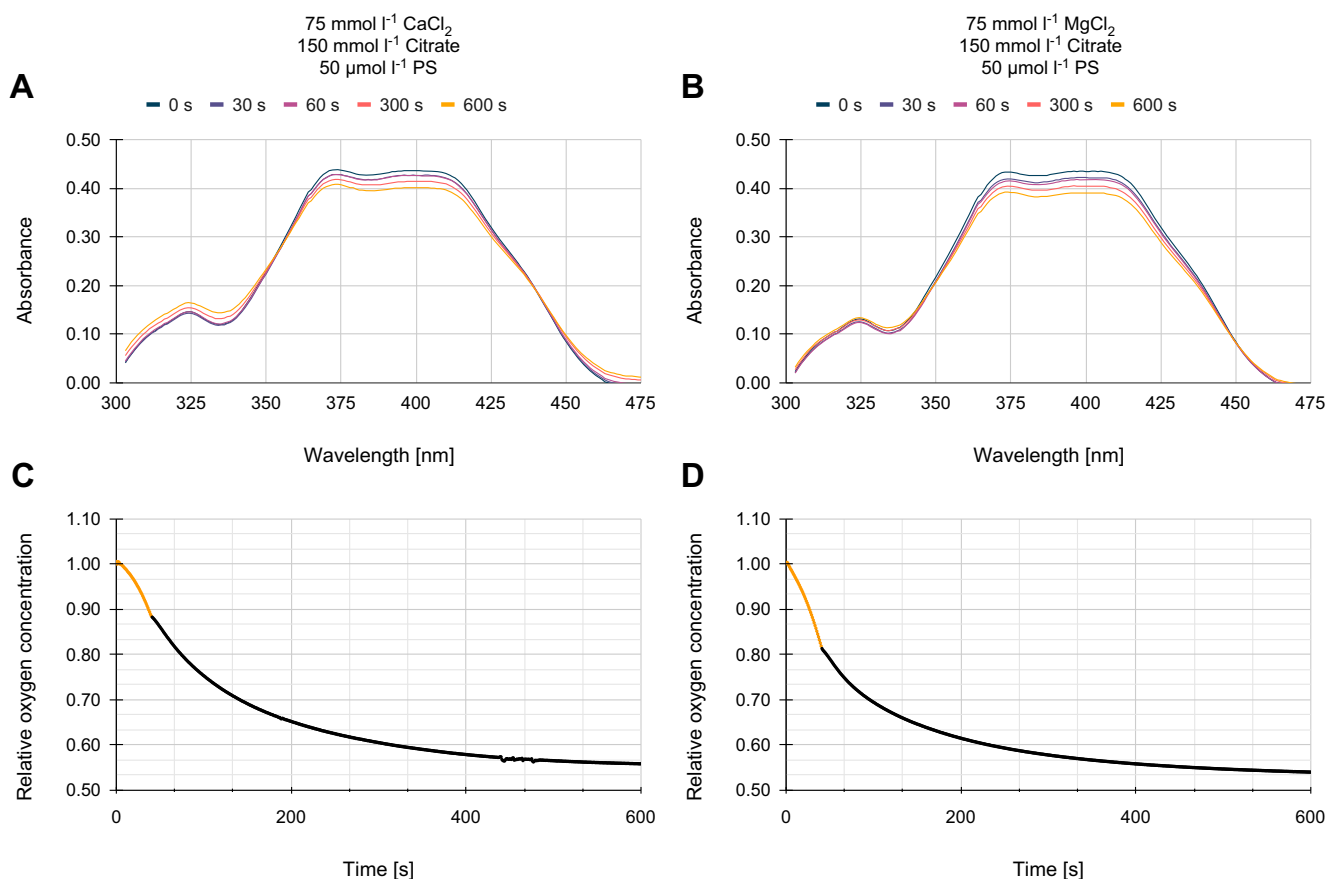 75 mmol l⁻¹ CaCl₂
150 mmol l⁻¹ Citrate
50 µmol l⁻¹ PS
A
0 s 30 s 60 s 300 s 600 s
0.50
0.40
0.30
0.20
0.10
0.00
Absorbance
300 325 350 375 400 425 450 475
Wavelength [nm]
75 mmol l⁻¹ MgCl₂
150 mmol l⁻¹ Citrate
50 µmol l⁻¹ PS
B
0 s 30 s 60 s 300 s 600 s
0.50
0.40
0.30
0.20
0.10
0.00
Absorbance
300 325 350 375 400 425 450 475
Wavelength [nm]
C
1.10
1.00
0.90
0.80
0.70
0.60
0.50
Relative oxygen concentration
0 200 400 600
Time [s]
D
1.10
1.00
0.90
0.80
0.70
0.60
0.50
Relative oxygen concentration
0 200 400 600
Time [s]